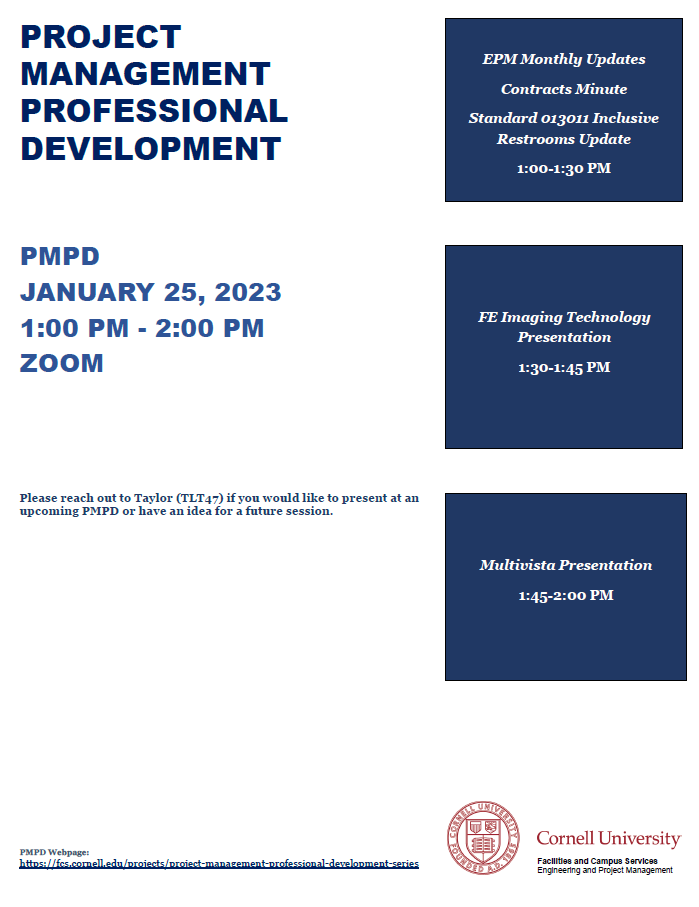 PROJECT
MANAGEMENT
PROFESSIONAL
DEVELOPMENT
PMPD
JANUARY 25, 2023
1:00 PM - 2:00 PM
ZOOM
Please reach out to Taylor (TLT47) if you would like to present at an
upcoming PMPD or have an idea for a future session.
PMPD Webpage:
https://fcs.cornell.edu/projects/project-management-professional-development-series
EPM Monthly Updates
Contracts Minute
Standard 013011 Inclusive
Restrooms Update
1:00-1:30 PM
FE Imaging Technology
Presentation
1:30-1:45 PM
Multivista Presentation
1:45-2:00 PM
CORNELL UNIVERSITY
FOUNDED A.D. 1865
Cornell University
Facilities and Campus Services
Engineering and Project Management